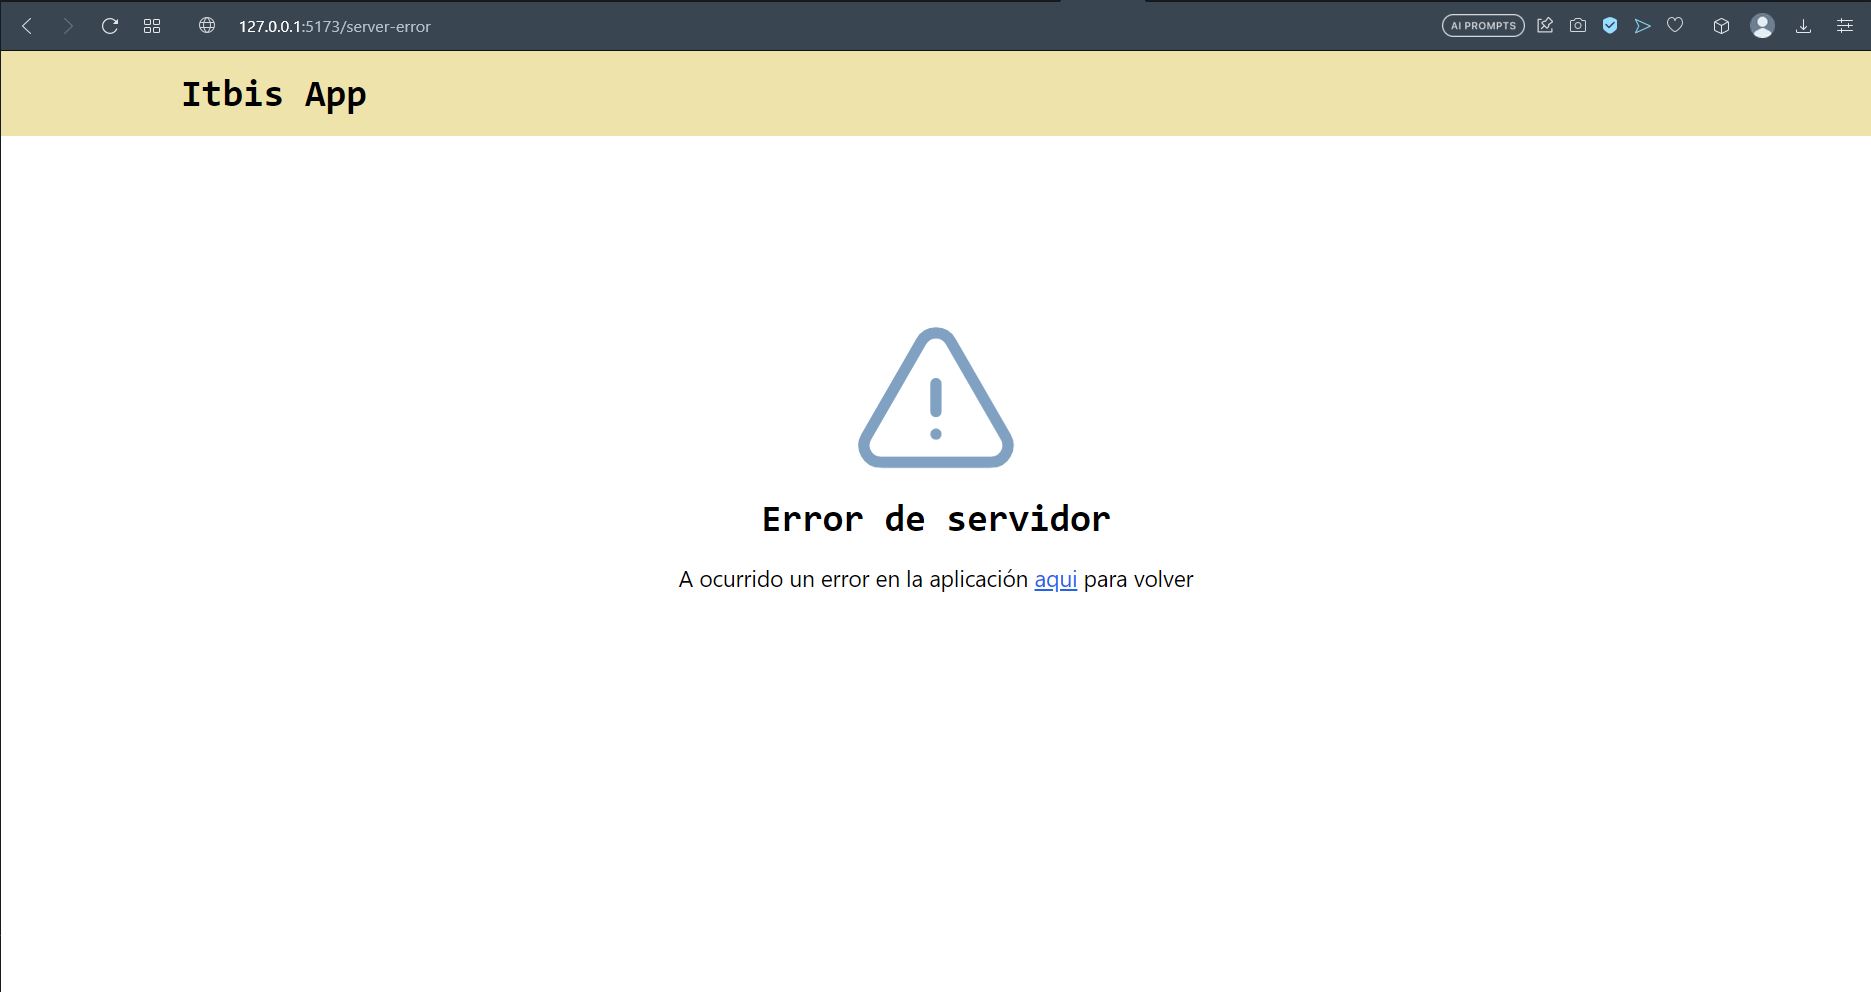 127.0.0.1:5173/server-error
AI PROMPTS
Itbis App
Error de servidor
A ocurrido un error en la aplicación aqui para volver